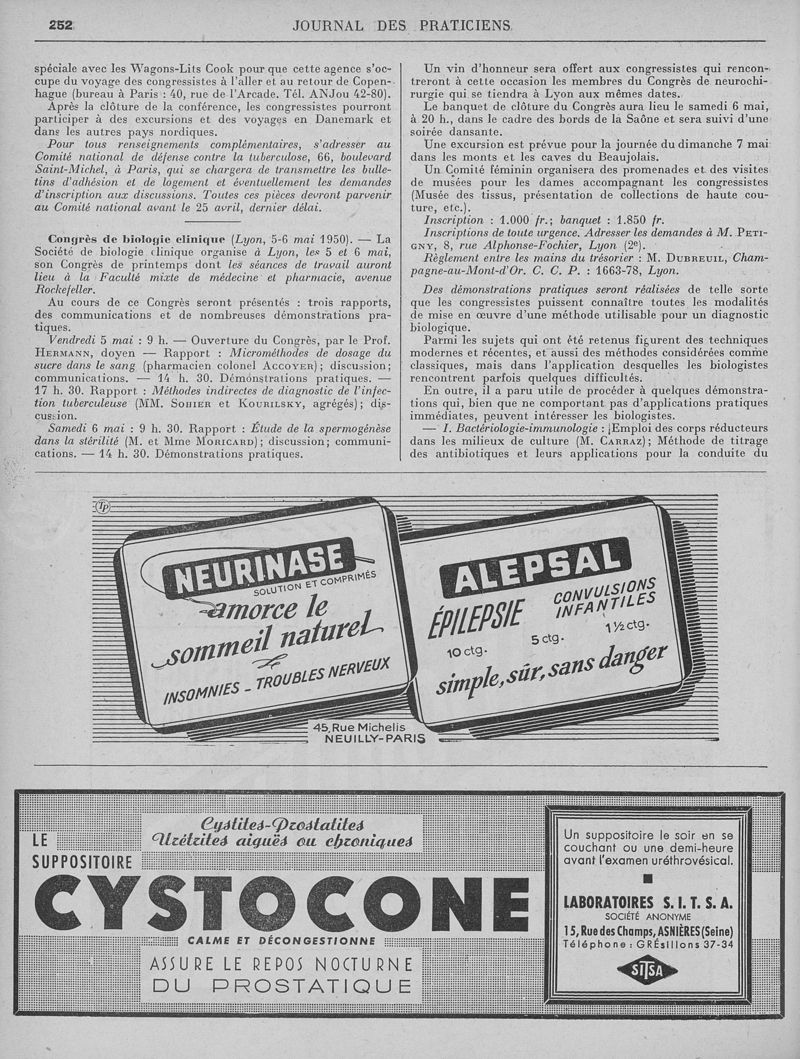 252
JOURNAL DES PRATICIENS
spéciale avec les Wagons-Lits Cook pour que cette agence s'oc-
cupe du voyage des congressistes à l'aller et au retour de Copen-
hague (bureau à Paris : 40, rue de l'Arcade. Tél. ANJou 42-80).
Après la clôture de la conférence, les congressistes pourront
participer à des excursions et des voyages en Danemark et
dans les autres pays nordiques.
Pour tous renseignements complémentaires, s'adresser au
Comité national de défense contre la tuberculose, 66, boulevard
Saint-Michel, à Paris, qui se chargera de transmettre les bulle-
tins d'adhésion et de logement et éventuellement les demandes
d'inscription aux discussions. Toutes ces pièces devront parvenir
au Comité national avant le 25 avril, dernier délai.
Congrès de biologie clinique (Lyon, 5-6 mai 1950). — La
Société de biologie clinique organise à Lyon, les 5 et 6 mai,
son Congrès de printemps dont les séances de travail auront
lieu à la Faculté mixte de médecine et pharmacie, avenue
Rockefeller.
Au cours de ce Congrès seront présentés : trois rapports,
des communications et de nombreuses démonstrations pra-
tiques.
Vendredi 5 mai : 9 h. — Ouverture du Congrès, par le Prof.
HERMANN, doyen — Rapport : Microméthodes de dosage du
sucre dans le sang (pharmacien colonel ACCOYER); discussion;
communications. — 14 h. 30. Démonstrations pratiques. —
17 h. 30. Rapport : Méthodes indirectes de diagnostic de l'infec-
tion tuberculeuse (MM. SOHIER et KOURILSKY, agrégés); dis-
cussion.
Samedi 6 mai : 9 h. 30. Rapport : Étude de la spermogénèse
dans la stérilité (M. et Mme MORICARD); discussion; communi-
cations. — 14 h. 30. Démonstrations pratiques.
Un vin d'honneur sera offert aux congressistes qui rencon-
treront à cette occasion les membres du Congrès de neurochi-
rurgie qui se tiendra à Lyon aux mêmes dates.
Le banquet de clôture du Congrès aura lieu le samedi 6 mai,
à 20 h., dans le cadre des bords de la Saône et sera suivi d'une
soirée dansante.
Une excursion est prévue pour la journée du dimanche 7 mai
dans les monts et les caves du Beaujolais.
Un Comité féminin organisera des promenades et des visites
de musées pour les dames accompagnant les congressistes
(Musée des tissus, présentation de collections de haute cou-
ture, etc.).
Inscription : 1.000 fr.; banquet : 1.850 fr.
Inscriptions de toute urgence. Adresser les demandes à M. PETI-
GNY, 8, rue Alphonse-Fochier, Lyon (2e).
Règlement entre les mains du trésorier : M. DUBREUIL, Cham-
pagne-au-Mont-d'Or. C. C. P. : 1663-78, Lyon.
Des démonstrations pratiques seront réalisées de telle sorte
que les congressistes puissent connaître toutes les modalités
de mise en œuvre d'une méthode utilisable pour un diagnostic
biologique.
Parmi les sujets qui ont été retenus figurent des techniques
modernes et récentes, et aussi des méthodes considérées comme
classiques, mais dans l'application desquelles les biologistes
rencontrent parfois quelques difficultés.
En outre, il a paru utile de procéder à quelques démonstra-
tions qui, bien que ne comportant pas d'applications pratiques
immédiates, peuvent intéresser les biologistes.
— I. Bactériologie-immunologie : Emploi des corps réducteurs
dans les milieux de culture (M. CARRAZ); Méthode de titrage
des antibiotiques et leurs applications pour la conduite du
TP
NEURINASE
SOLUTION ET COMPRIMÉS
amorce le
sommeil naturel
INSOMNIES - TROUBLES NERVEUX
ALEPSAL
ÉPILEPSIE
CONVULSIONS
INFANTILES
10 ctg. 5 ctg. 1 ½ ctg.
simple, sûr, sans danger
45, Rue Michelis
NEUILLY-PARIS
Cystites-Prostatites
Urétrites aiguës ou chroniques
LE
SUPPOSITOIRE
CYSTOCONE
CALME ET DÉCONGESTIONNE
ASSURE LE REPOS NOCTURNE
DU PROSTATIQUE
Un suppositoire le soir en se
couchant ou une demi-heure
avant l'examen uréthrovésical.
LABORATOIRES S. I. T. S. A.
SOCIÉTÉ ANONYME
15, Rue des Champs, ASNIÈRES (Seine)
Téléphone : GRÉsillons 37-34
SITSA